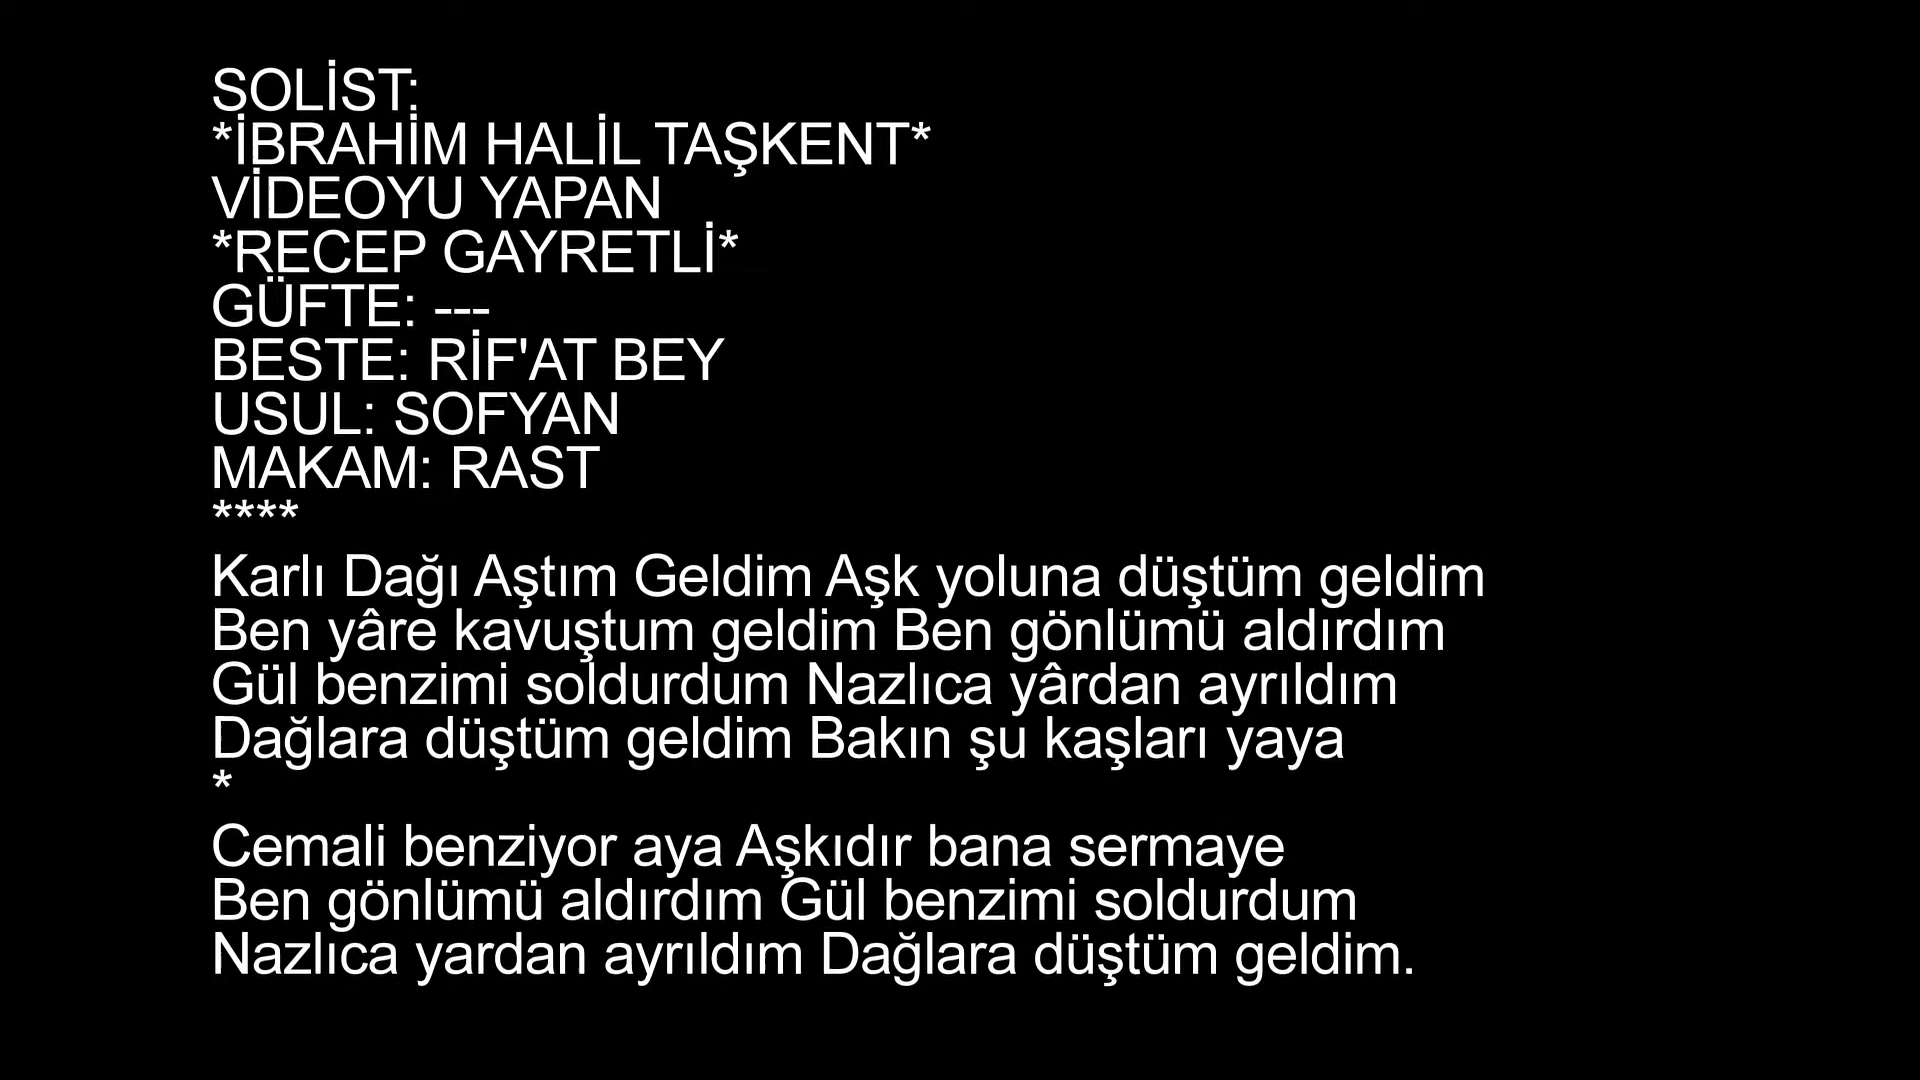 SOLİST:
*İBRAHİM HALİL TAŞKENT*
VİDEOYU YAPAN
*RECEP GAYRETLİ*
GÜFTE: ---
BESTE: RİF'AT BEY
USUL: SOFYAN
MAKAM: RAST
****
Karlı Dağı Aştım Geldim Aşk yoluna düştüm geldim
Ben yâre kavuştum geldim Ben gönlümü aldırdım
Gül benzimi soldurdum Nazlıca yârdan ayrıldım
Dağlara düştüm geldim Bakın şu kaşları yaya
*
Cemali benziyor aya Aşkıdır bana sermaye
Ben gönlümü aldırdım Gül benzimi soldurdum
Nazlıca yardan ayrıldım Dağlara düştüm geldim.